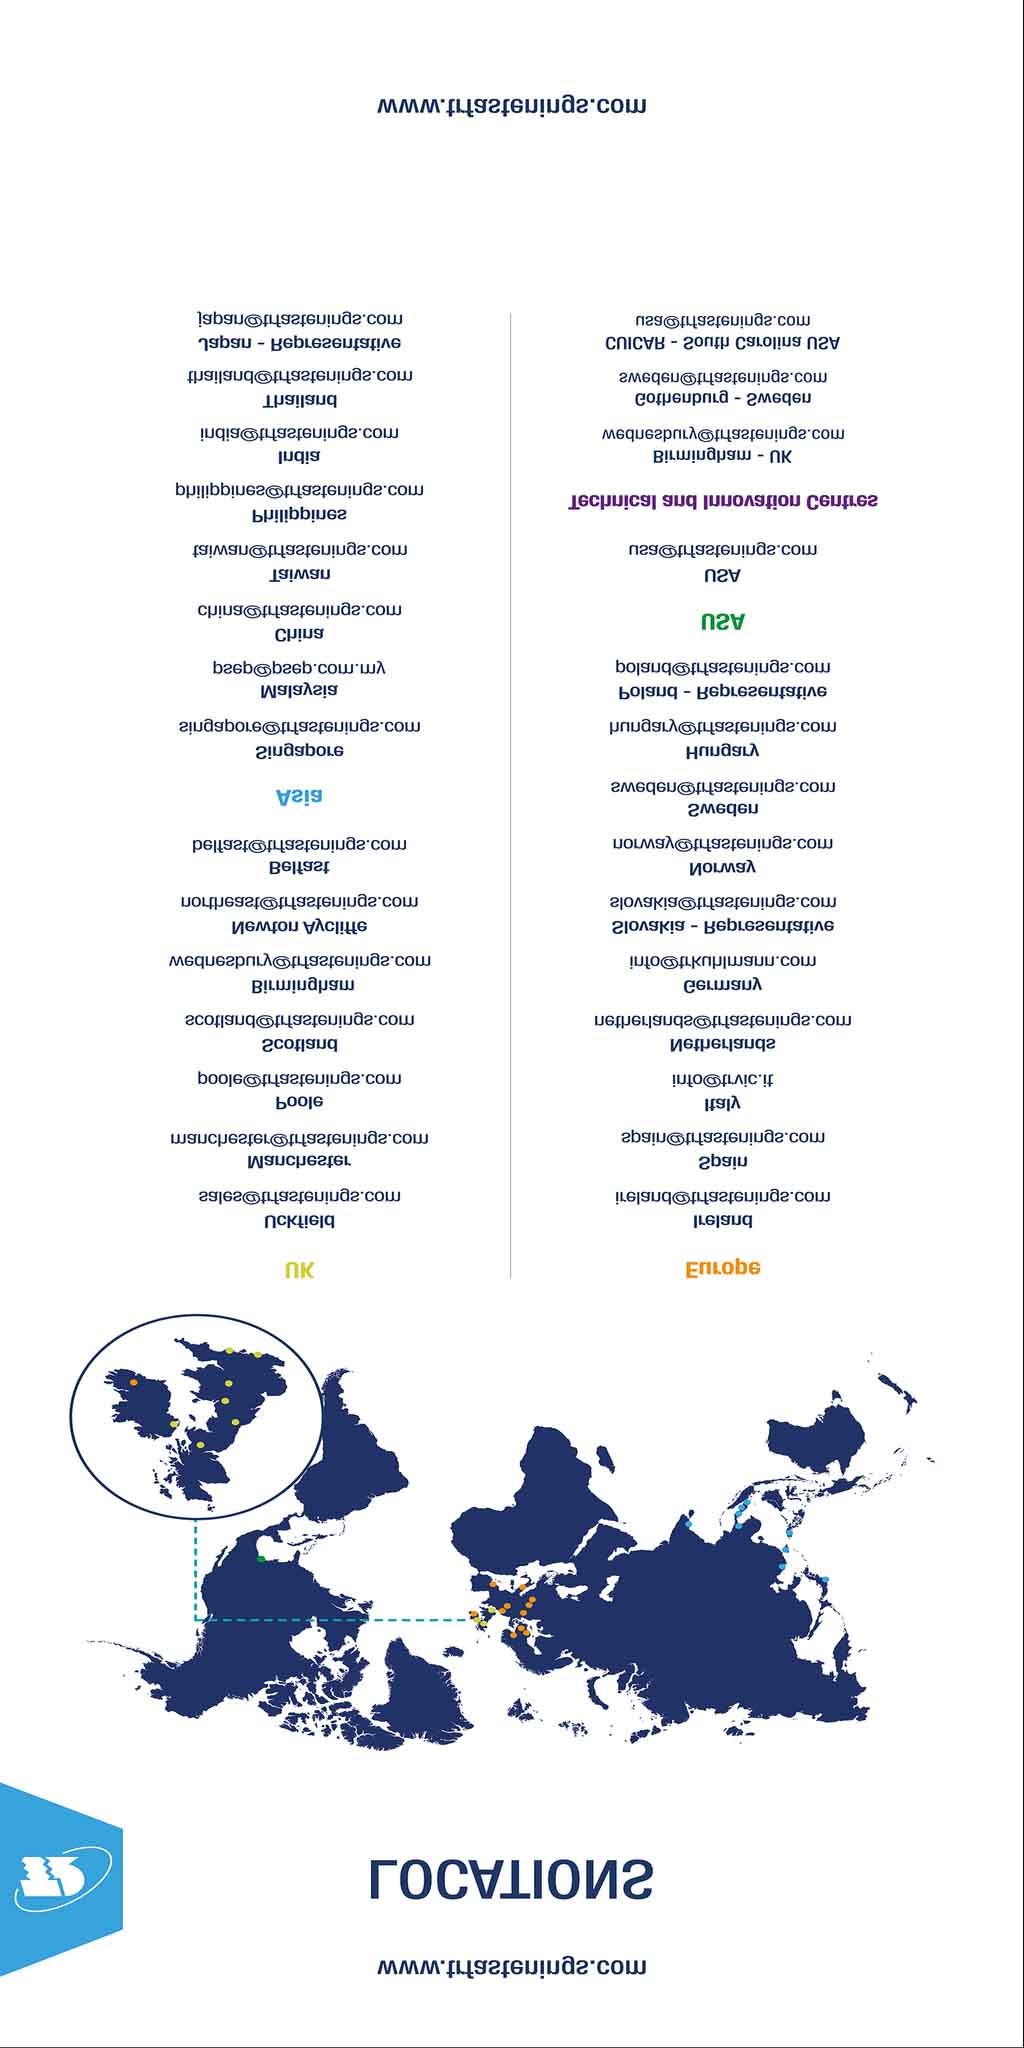 www.trfastenings.com
LOCATIONS
UK
Uckfield
sales@trfastenings.com
Manchester
manchester@trfastenings.com
Poole
poole@trfastenings.com
Scotland
scotland@trfastenings.com
Birmingham
wednesbury@trfastenings.com
Newton Aycliffe
northeast@trfastenings.com
Belfast
belfast@trfastenings.com
Asia
Singapore
singapore@trfastenings.com
Malaysia
psep@psep.com.my
China
china@trfastenings.com
Taiwan
taiwan@trfastenings.com
Philippines
philippines@trfastenings.com
India
india@trfastenings.com
Thailand
thailand@trfastenings.com
Japan - Representative
japan@trfastenings.com
Europe
Ireland
ireland@trfastenings.com
Spain
spain@trfastenings.com
Italy
info@trvic.it
Netherlands
netherlands@trfastenings.com
Germany
info@trkuhlmann.com
Slovakia - Representative
slovakia@trfastenings.com
Norway
norway@trfastenings.com
Sweden
sweden@trfastenings.com
Hungary
hungary@trfastenings.com
Poland - Representative
poland@trfastenings.com
USA
USA
usa@trfastenings.com
Technical and Innovation Centres
Birmingham - UK
wednesbury@trfastenings.com
Gothenburg - Sweden
sweden@trfastenings.com
CUICAR - South Carolina USA
usa@trfastenings.com
www.trfastenings.com